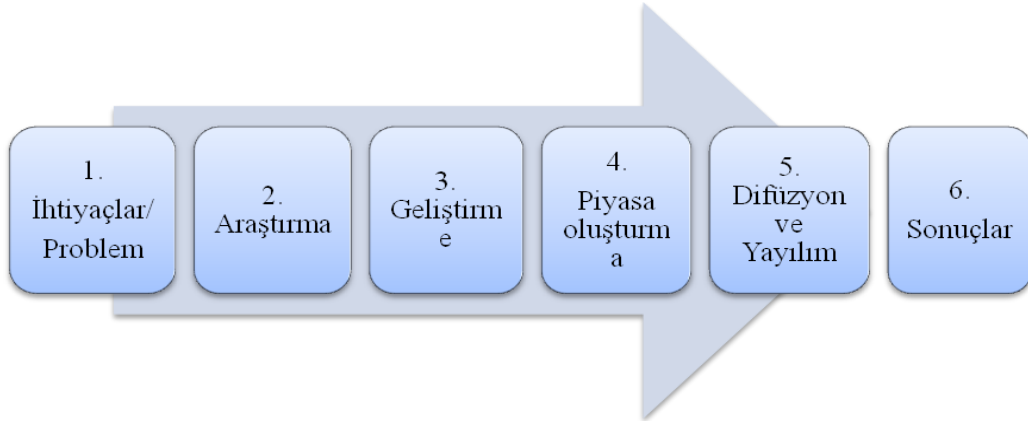 1.
İhtiyaçlar/
Problem
2.
Araştırma
3.
Geliştirm
e
4.
Piyasa
oluşturm
a
5.
Difüzyon
ve
Yayılım
6.
Sonuçlar